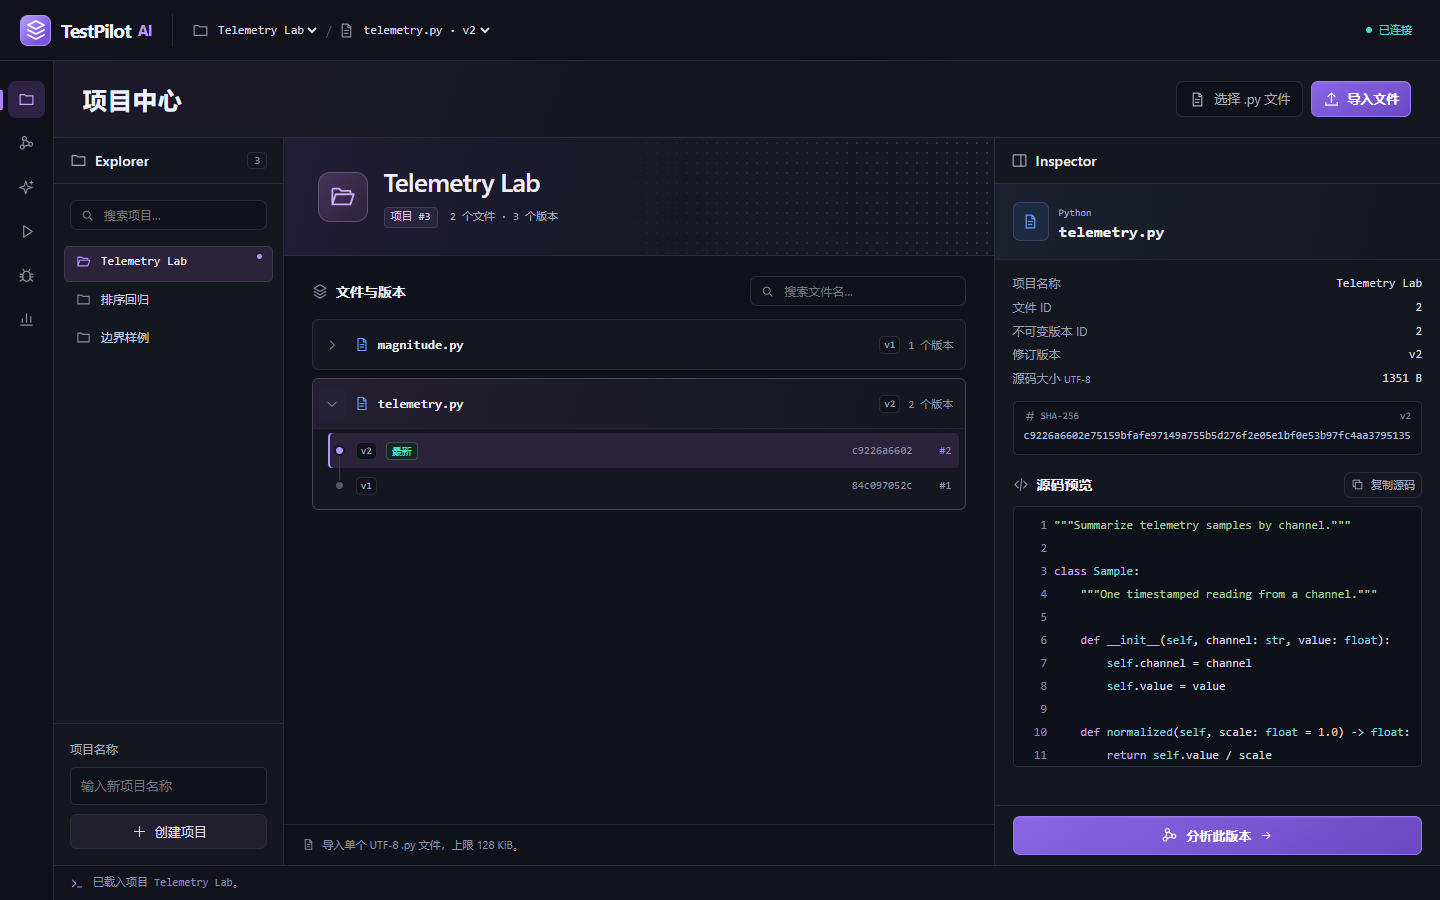 TestPilot AI
Telemetry Lab / telemetry.py · v2
已连接
项目中心
选择 .py 文件
导入文件
Explorer
3
搜索项目...
Telemetry Lab
排序回归
边界样例
项目名称
输入新项目名称
创建项目
Telemetry Lab
项目 #3 2 个文件 · 3 个版本
文件与版本
搜索文件名...
magnitude.py v1 1 个版本
telemetry.py v2 2 个版本
v2 最新 c9226a6602 #2
v1 84c097052c #1
导入单个 UTF-8 .py 文件，上限 128 KiB。
Inspector
Python
telemetry.py
项目名称 Telemetry Lab
文件 ID 2
不可变版本 ID 2
修订版本 v2
源码大小 UTF-8 1351 B
# SHA-256 v2
c9226a6602e75159bfafe97149a755b5d276f2e05e1bf0e53b97fc4aa3795135
源码预览
复制源码
1 """Summarize telemetry samples by channel."""
2
3 class Sample:
4     """One timestamped reading from a channel."""
5
6     def __init__(self, channel: str, value: float):
7         self.channel = channel
8         self.value = value
9
10     def normalized(self, scale: float = 1.0) -> float:
11         return self.value / scale
分析此版本 →
已载入项目 Telemetry Lab。